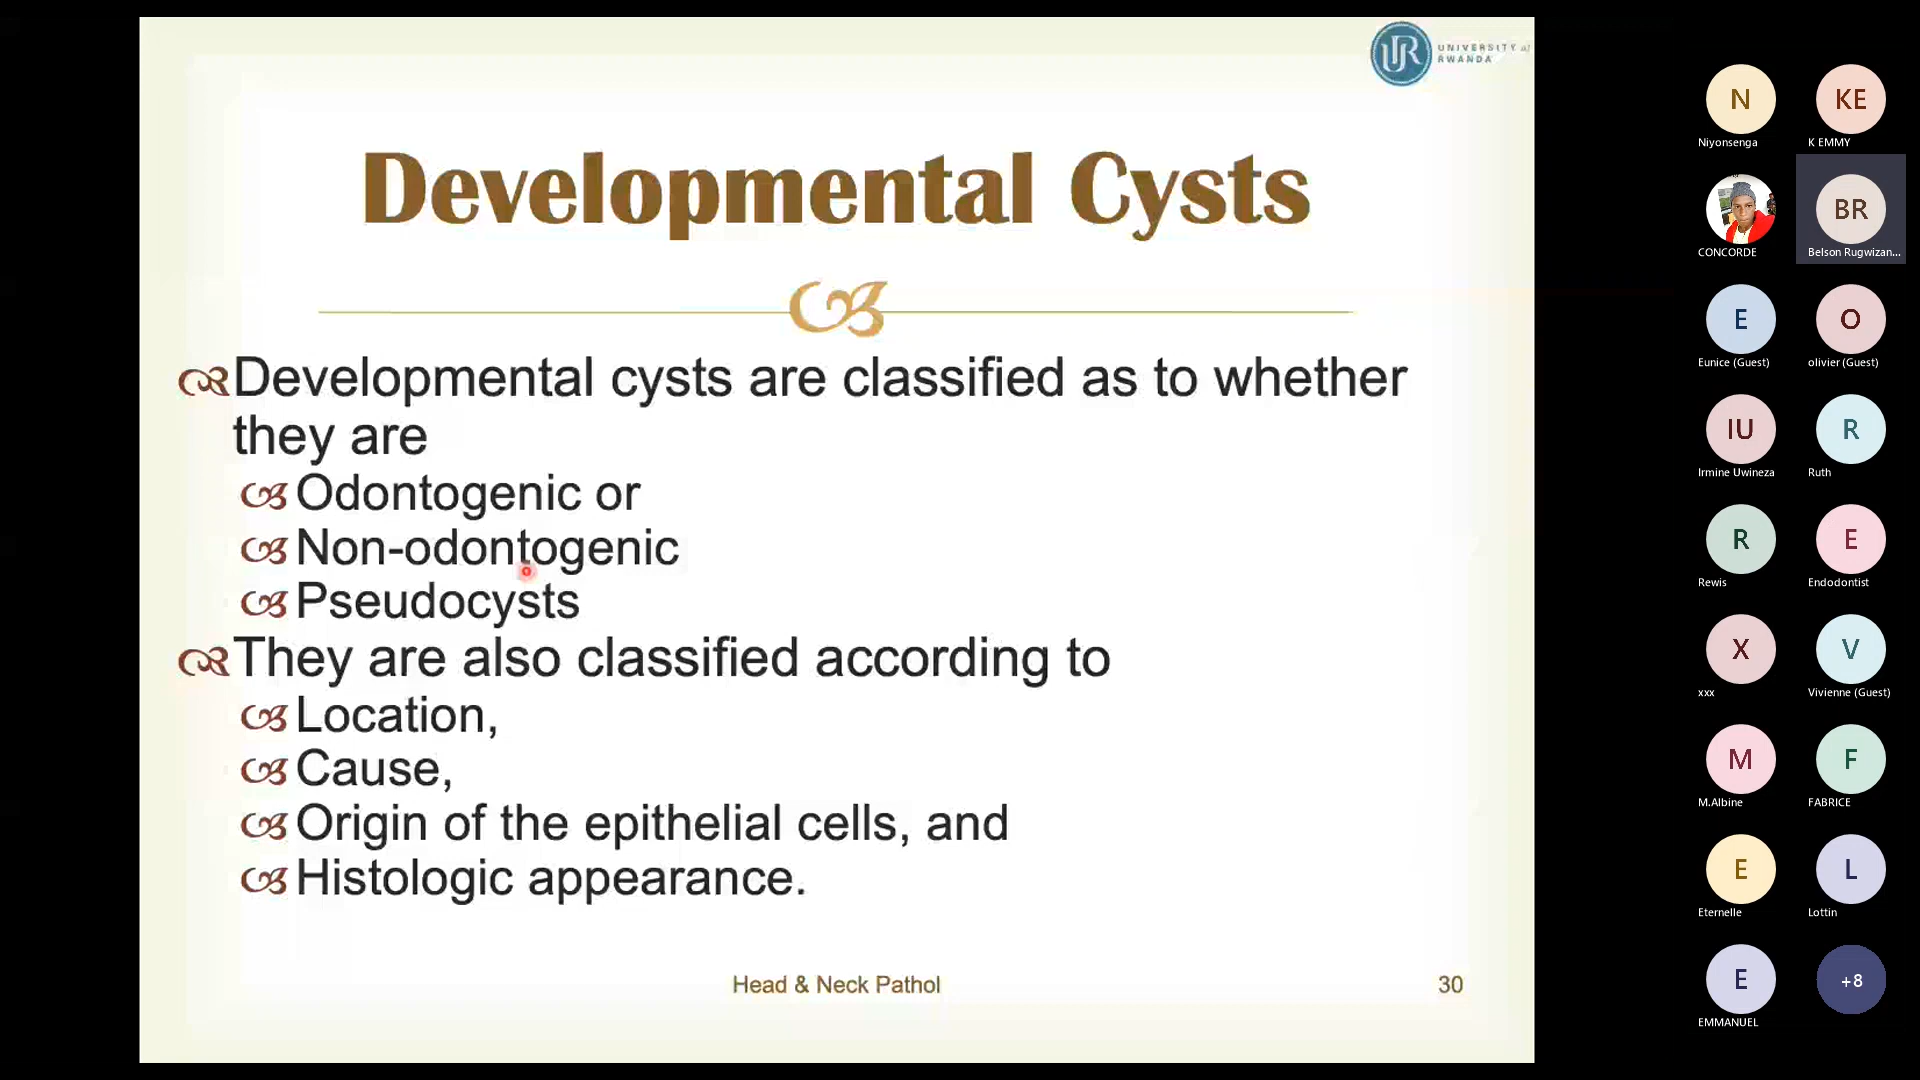 UR
UNIVERSITY of
RWANDA
Developmental Cysts
Developmental cysts are classified as to whether
they are
Odontogenic or
Non-odontogenic
Pseudocysts
They are also classified according to
Location,
Cause,
Origin of the epithelial cells, and
Histologic appearance.
Head & Neck Pathol
30
N
KE
Niyonsenga
K EMMY
BR
CONCORDE
Belson Rugwizan...
E
O
Eunice (Guest)
olivier (Guest)
IU
R
Irmine Uwineza
Ruth
R
E
Rewis
Endodontist
X
V
xxx
Vivienne (Guest)
M
F
M.Albine
FABRICE
E
L
Eternelle
Lottin
E
+8
EMMANUEL